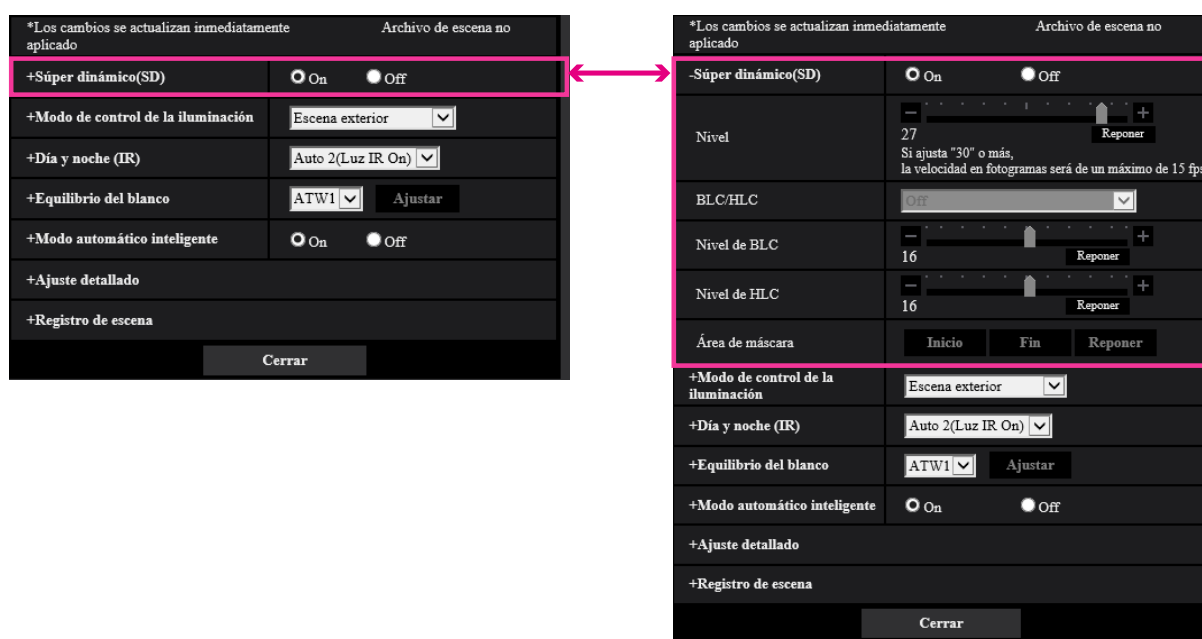 *Los cambios se actualizan inmediatamente Archivo de escena no
aplicado
+Súper dinámico(SD) On Off
+Modo de control de la iluminación Escena exterior
+Día y noche (IR) Auto 2(Luz IR On)
+Equilibrio del blanco ATW1 Ajustar
+Modo automático inteligente On Off
+Ajuste detallado
+Registro de escena
Cerrar
*Los cambios se actualizan inmediatamente Archivo de escena no
aplicado
-Súper dinámico(SD) On Off
Nivel
27 Reponer
Si ajusta "30" o más,
la velocidad en fotogramas será de un máximo de 15 fps
BLC/HLC Off
Nivel de BLC
16 Reponer
Nivel de HLC
16 Reponer
Área de máscara Inicio Fin Reponer
+Modo de control de la
iluminación Escena exterior
+Día y noche (IR) Auto 2(Luz IR On)
+Equilibrio del blanco ATW1 Ajustar
+Modo automático inteligente On Off
+Ajuste detallado
+Registro de escena
Cerrar